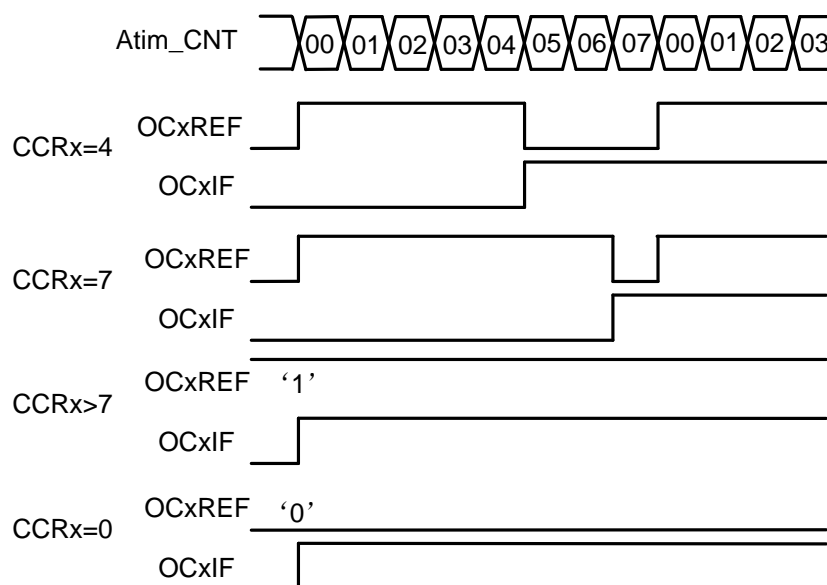 Atim_CNT 00 01 02 03 04 05 06 07 00 01 02 03
OCxREF
CCRx=4
OCxIF
OCxREF
CCRx=7
OCxIF
OCxREF ‘1’
CCRx>7
OCxIF
OCxREF ‘0’
CCRx=0
OCxIF